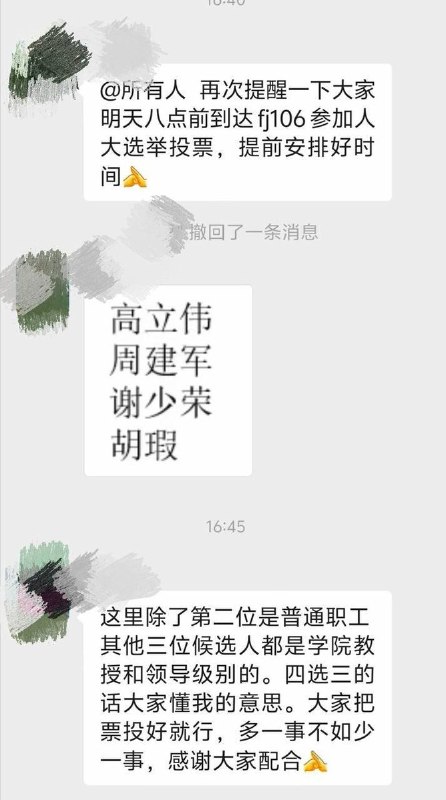 16:40
@所有人 再次提醒一下大家
明天八点前到达fj106参加人
大选举投票，提前安排好时
间
撤回了一条消息
高立伟
周建军
谢少荣
胡瑕
16:45
这里除了第二位是普通职工
其他三位候选人都是学院教
授和领导级别的。四选三的
话大家懂我的意思。大家把
票投好就行，多一事不如少
一事，感谢大家配合